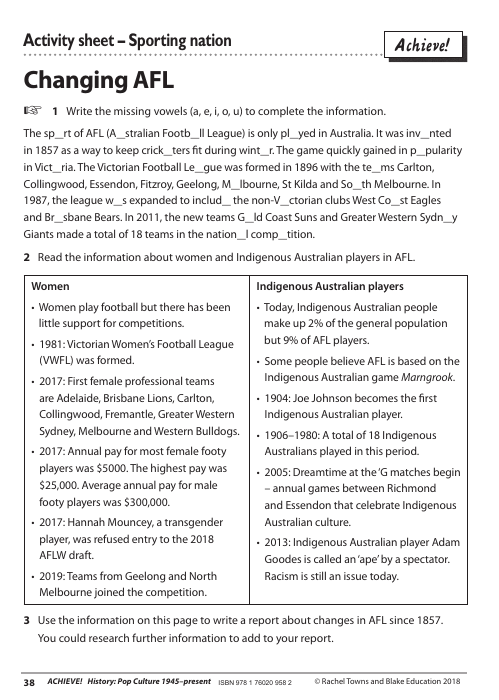 Activity sheet – Sporting nation
Achieve!
Changing AFL
☞ 1 Write the missing vowels (a, e, i, o, u) to complete the information.
The sp__rt of AFL (A__stralian Footb__ll League) is only pl__yed in Australia. It was inv__nted
in 1857 as a way to keep crick__ters fit during wint__r. The game quickly gained in p__pularity
in Vict__ria. The Victorian Football Le__gue was formed in 1896 with the te__ms Carlton,
Collingwood, Essendon, Fitzroy, Geelong, M__lbourne, St Kilda and So__th Melbourne. In
1987, the league w__s expanded to includ__ the non-V__ctorian clubs West Co__st Eagles
and Br__sbane Bears. In 2011, the new teams G__ld Coast Suns and Greater Western Sydn__y
Giants made a total of 18 teams in the nation__l comp__tition.
2 Read the information about women and Indigenous Australian players in AFL.
Women
• Women play football but there has been
little support for competitions.
• 1981: Victorian Women's Football League
(VWFL) was formed.
• 2017: First female professional teams
are Adelaide, Brisbane Lions, Carlton,
Collingwood, Fremantle, Greater Western
Sydney, Melbourne and Western Bulldogs.
• 2017: Annual pay for most female footy
players was $5000. The highest pay was
$25,000. Average annual pay for male
footy players was $300,000.
• 2017: Hannah Mouncey, a transgender
player, was refused entry to the 2018
AFLW draft.
• 2019: Teams from Geelong and North
Melbourne joined the competition.
Indigenous Australian players
• Today, Indigenous Australian people
make up 2% of the general population
but 9% of AFL players.
• Some people believe AFL is based on the
Indigenous Australian game Marngrook.
• 1904: Joe Johnson becomes the first
Indigenous Australian player.
• 1906–1980: A total of 18 Indigenous
Australians played in this period.
• 2005: Dreamtime at the 'G matches begin
– annual games between Richmond
and Essendon that celebrate Indigenous
Australian culture.
• 2013: Indigenous Australian player Adam
Goodes is called an 'ape' by a spectator.
Racism is still an issue today.
3 Use the information on this page to write a report about changes in AFL since 1857.
You could research further information to add to your report.
38 ACHIEVE! History: Pop Culture 1945–present ISBN 978 1 76020 958 2 © Rachel Towns and Blake Education 2018